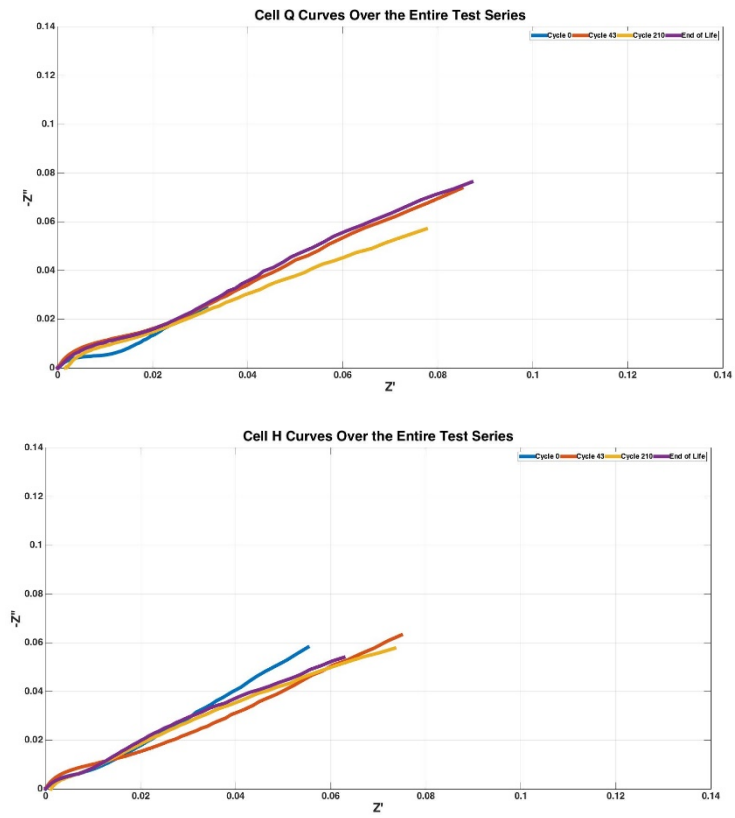 Cell Q Curves Over the Entire Test Series
Cycle 0 Cycle 43 Cycle 210 End of Life
0.14
0.12
0.1
0.08
0.06
0.04
0.02
0
-Z"
0 0.02 0.04 0.06 0.08 0.1 0.12 0.14
Z'
Cell H Curves Over the Entire Test Series
Cycle 0 Cycle 43 Cycle 210 End of Life
0.14
0.12
0.1
0.08
0.06
0.04
0.02
0
-Z"
0 0.02 0.04 0.06 0.08 0.1 0.12 0.14
Z'